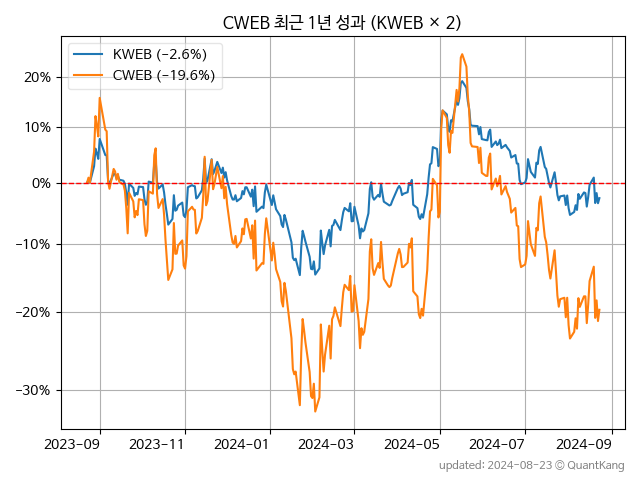 CWEB 최근 1년 성과 (KWEB × 2)
KWEB (−2.6%)
CWEB (−19.6%)
20%
10%
0%
−10%
−20%
−30%
2023-09 2023-11 2024-01 2024-03 2024-05 2024-07 2024-09
updated: 2024-08-23 © QuantKang